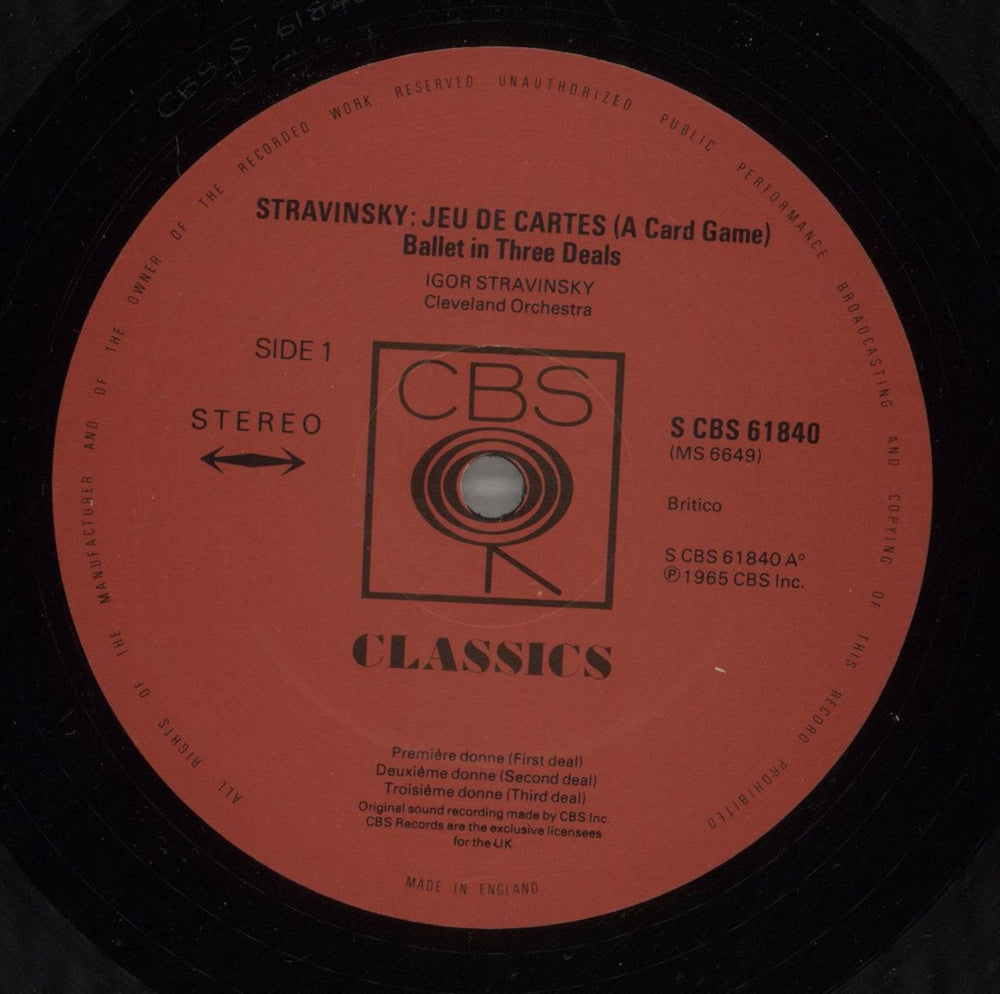 CBS S 61840
ALL RIGHTS OF THE MANUFACTURER AND OF THE OWNER OF THE RECORDED WORK RESERVED UNAUTHORIZED PUBLIC PERFORMANCE BROADCASTING AND COPYING OF THIS RECORD PROHIBITED
STRAVINSKY: JEU DE CARTES (A Card Game)
Ballet in Three Deals
IGOR STRAVINSKY
Cleveland Orchestra
SIDE 1
STEREO
CBS
CLASSICS
S CBS 61840
(MS 6649)
Britico
S CBS 61840 Aº
Ⓟ1965 CBS Inc.
Première donne (First deal)
Deuxième donne (Second deal)
Troisième donne (Third deal)
Original sound recording made by CBS Inc.
CBS Records are the exclusive licensees
for the UK
MADE IN ENGLAND